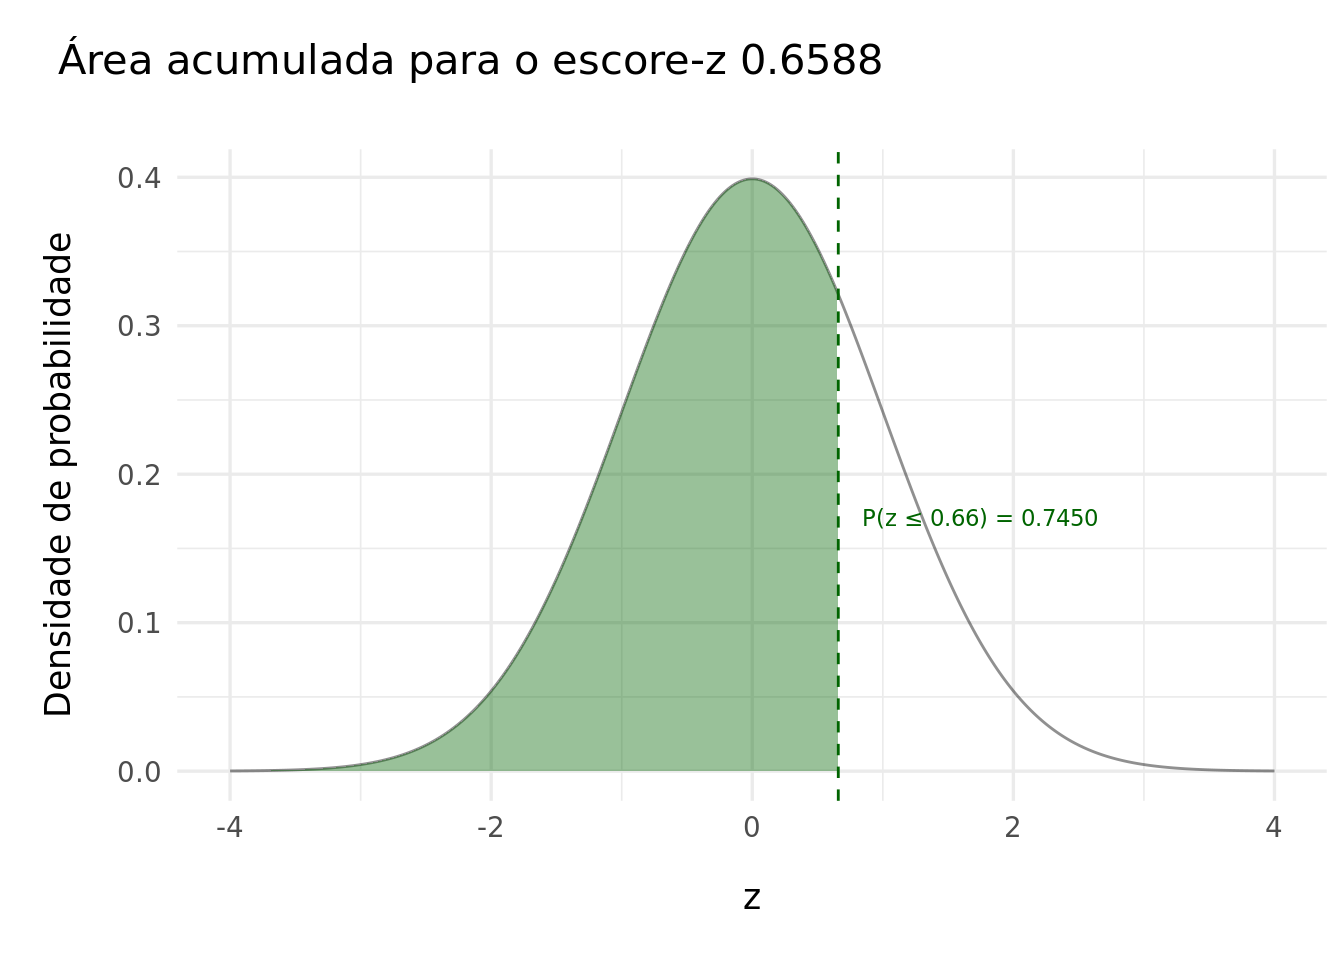 Área acumulada para o escore-z 0.6588
Densidade de probabilidade
0.4
0.3
0.2
0.1
0.0
P(z ≤ 0.66) = 0.7450
-4 -2 0 2 4
z